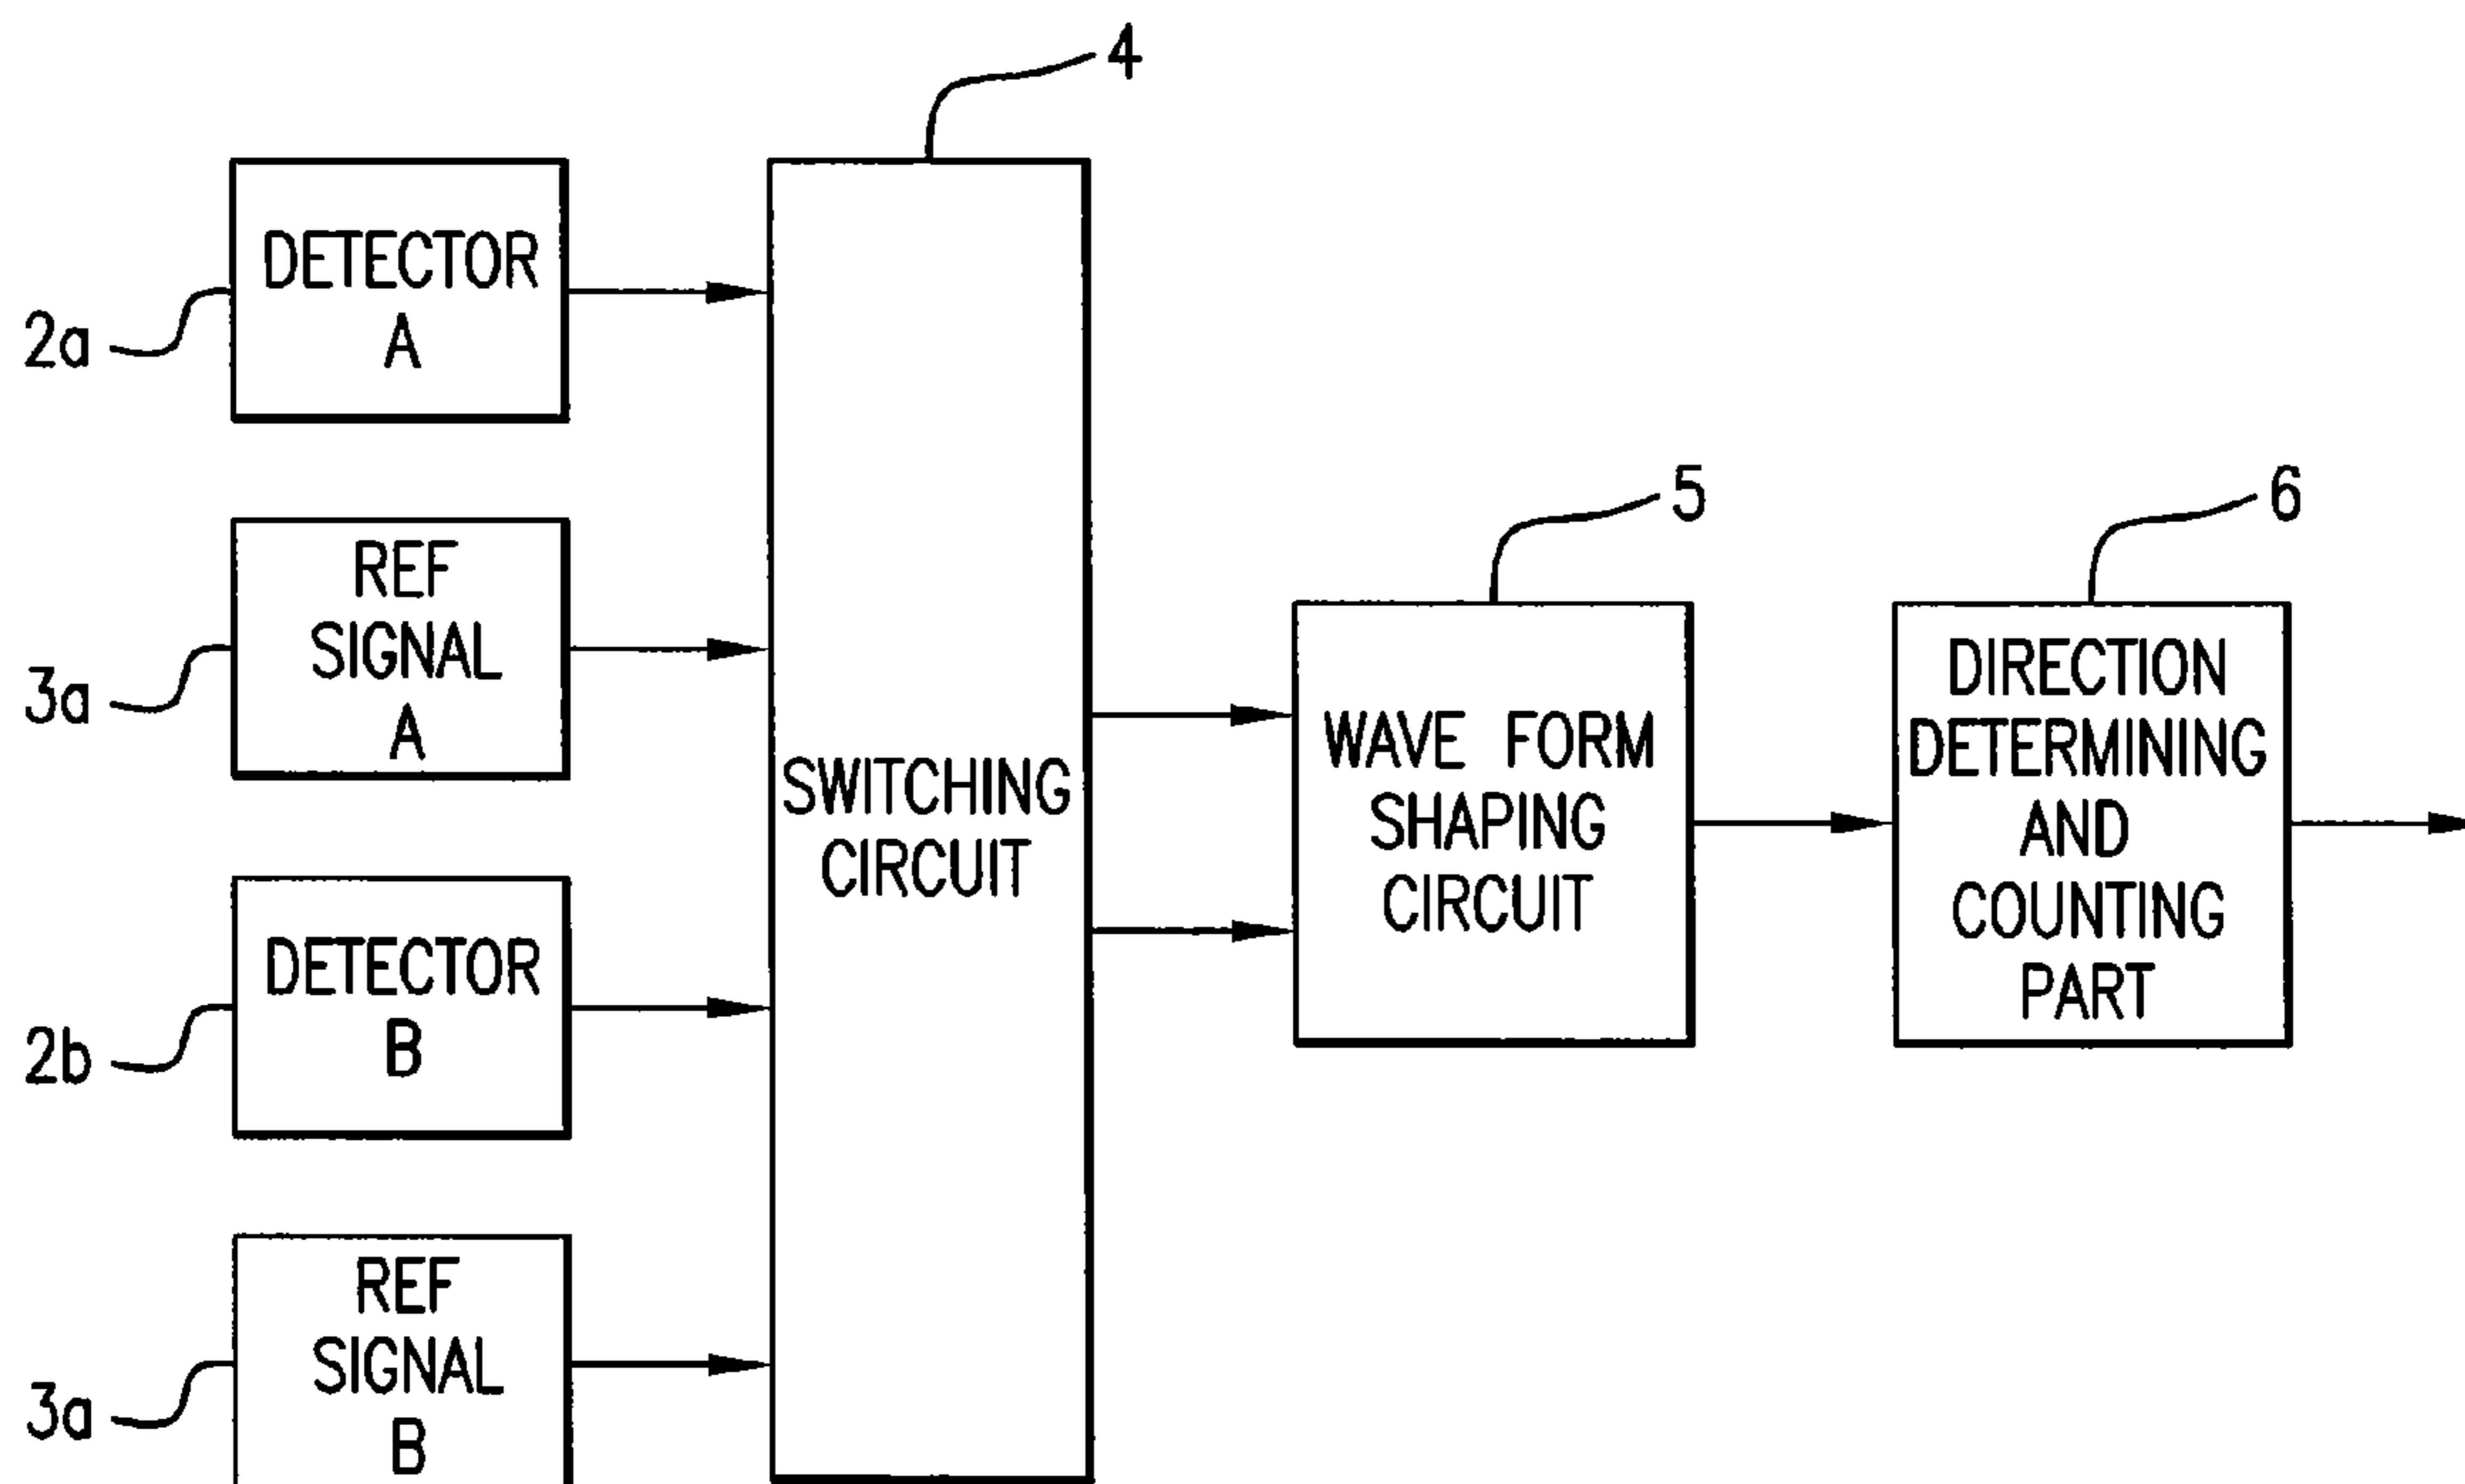 4
DETECTOR
A
2a
REF
SIGNAL
A
3a
5
6
SWITCHING
CIRCUIT
WAVE FORM
SHAPING
CIRCUIT
DIRECTION
DETERMINING
AND
COUNTING
PART
DETECTOR
B
2b
REF
SIGNAL
B
3a